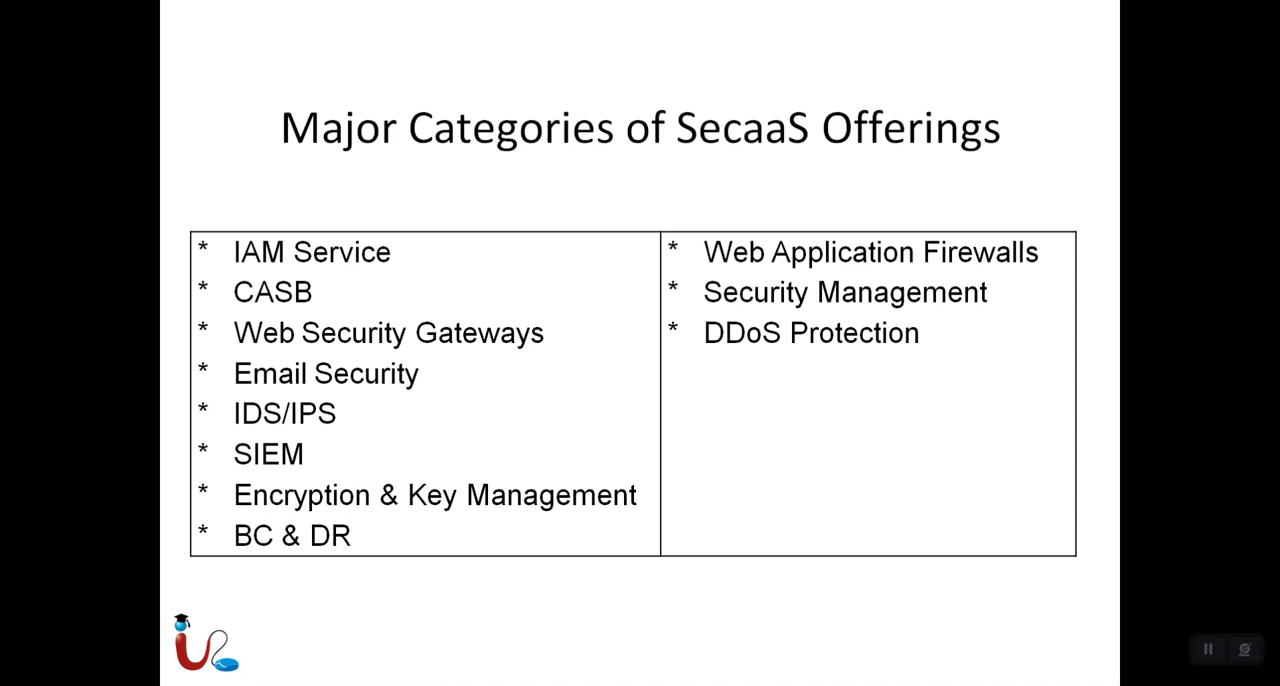 Major Categories of SecaaS Offerings
* IAM Service
* CASB
* Web Security Gateways
* Email Security
* IDS/IPS
* SIEM
* Encryption & Key Management
* BC & DR
* Web Application Firewalls
* Security Management
* DDoS Protection